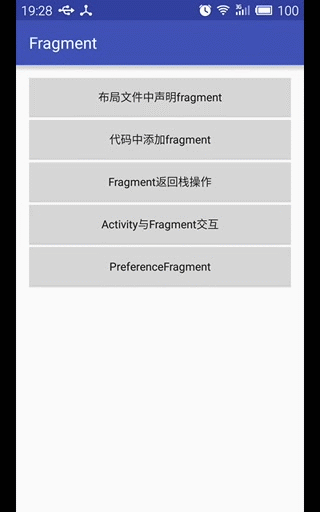 19:28 3G 100
Fragment
布局文件中声明fragment
代码中添加fragment
Fragment返回栈操作
Activity与Fragment交互
PreferenceFragment